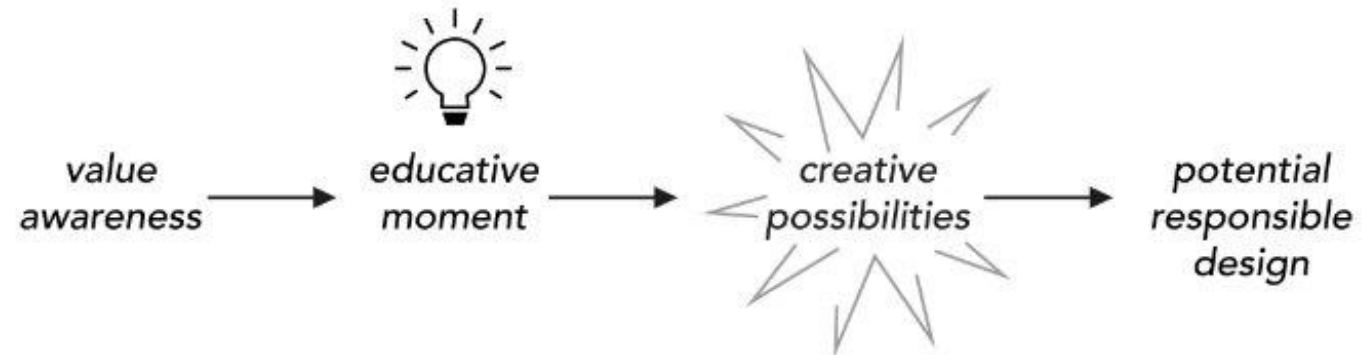 value
awareness
educative
moment
creative
possibilities
potential
responsible
design